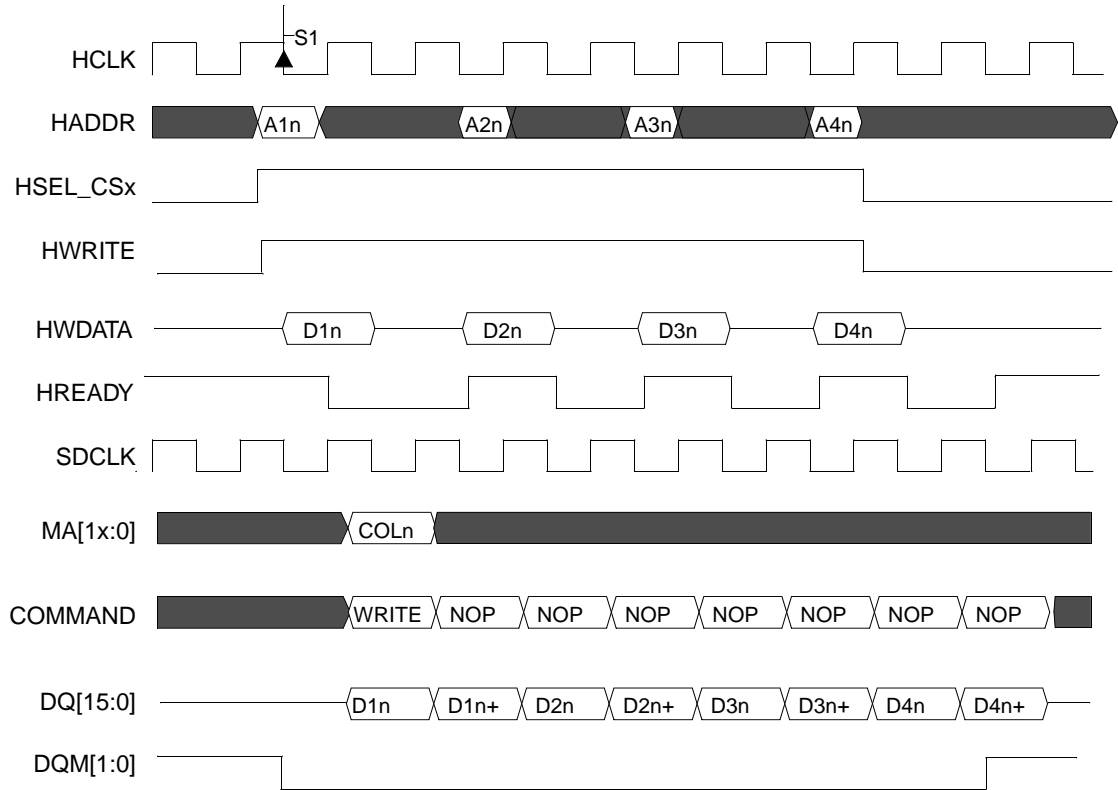 S1
HCLK
HADDR A1n A2n A3n A4n
HSEL_CSx
HWRITE
HWDATA D1n D2n D3n D4n
HREADY
SDCLK
MA[1x:0] COLn
COMMAND WRITE NOP NOP NOP NOP NOP NOP NOP
DQ[15:0] D1n D1n+ D2n D2n+ D3n D3n+ D4n D4n+
DQM[1:0]